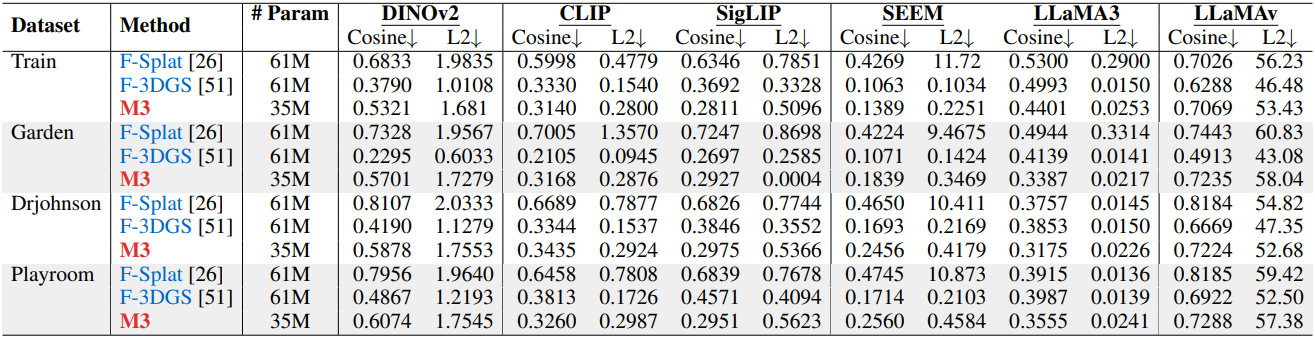 Dataset Method # Param DINOv2 CLIP SigLIP SEEM LLaMA3 LLaMAv
Cosine↓ L2↓ Cosine↓ L2↓ Cosine↓ L2↓ Cosine↓ L2↓ Cosine↓ L2↓ Cosine↓ L2↓
Train F-Splat [26] 61M 0.6833 1.9835 0.5998 0.4779 0.6346 0.7851 0.4269 11.72 0.5300 0.2900 0.7026 56.23
F-3DGS [51] 61M 0.3790 1.0108 0.3330 0.1540 0.3692 0.3328 0.1063 0.1034 0.4993 0.0150 0.6288 46.48
M3 35M 0.5321 1.681 0.3140 0.2800 0.2811 0.5096 0.1389 0.2251 0.4401 0.0253 0.7069 53.43
Garden F-Splat [26] 61M 0.7328 1.9567 0.7005 1.3570 0.7247 0.8698 0.4224 9.4675 0.4944 0.3314 0.7443 60.83
F-3DGS [51] 61M 0.2295 0.6033 0.2105 0.0945 0.2697 0.2585 0.1071 0.1424 0.4139 0.0141 0.4913 43.08
M3 35M 0.5701 1.7279 0.3168 0.2876 0.2927 0.0004 0.1839 0.3469 0.3387 0.0217 0.7235 58.04
Drjohnson F-Splat [26] 61M 0.8107 2.0333 0.6689 0.7877 0.6826 0.7744 0.4650 10.411 0.3757 0.0145 0.8184 54.82
F-3DGS [51] 61M 0.4190 1.1279 0.3344 0.1537 0.3846 0.3552 0.1693 0.2169 0.3853 0.0150 0.6669 47.35
M3 35M 0.5878 1.7553 0.3435 0.2924 0.2975 0.5366 0.2456 0.4179 0.3175 0.0226 0.7224 52.68
Playroom F-Splat [26] 61M 0.7956 1.9640 0.6458 0.7808 0.6839 0.7678 0.4745 10.873 0.3915 0.0136 0.8185 59.42
F-3DGS [51] 61M 0.4867 1.2193 0.3813 0.1726 0.4571 0.4094 0.1714 0.2103 0.3987 0.0139 0.6922 52.50
M3 35M 0.6074 1.7545 0.3260 0.2987 0.2951 0.5623 0.2560 0.4584 0.3555 0.0241 0.7288 57.38